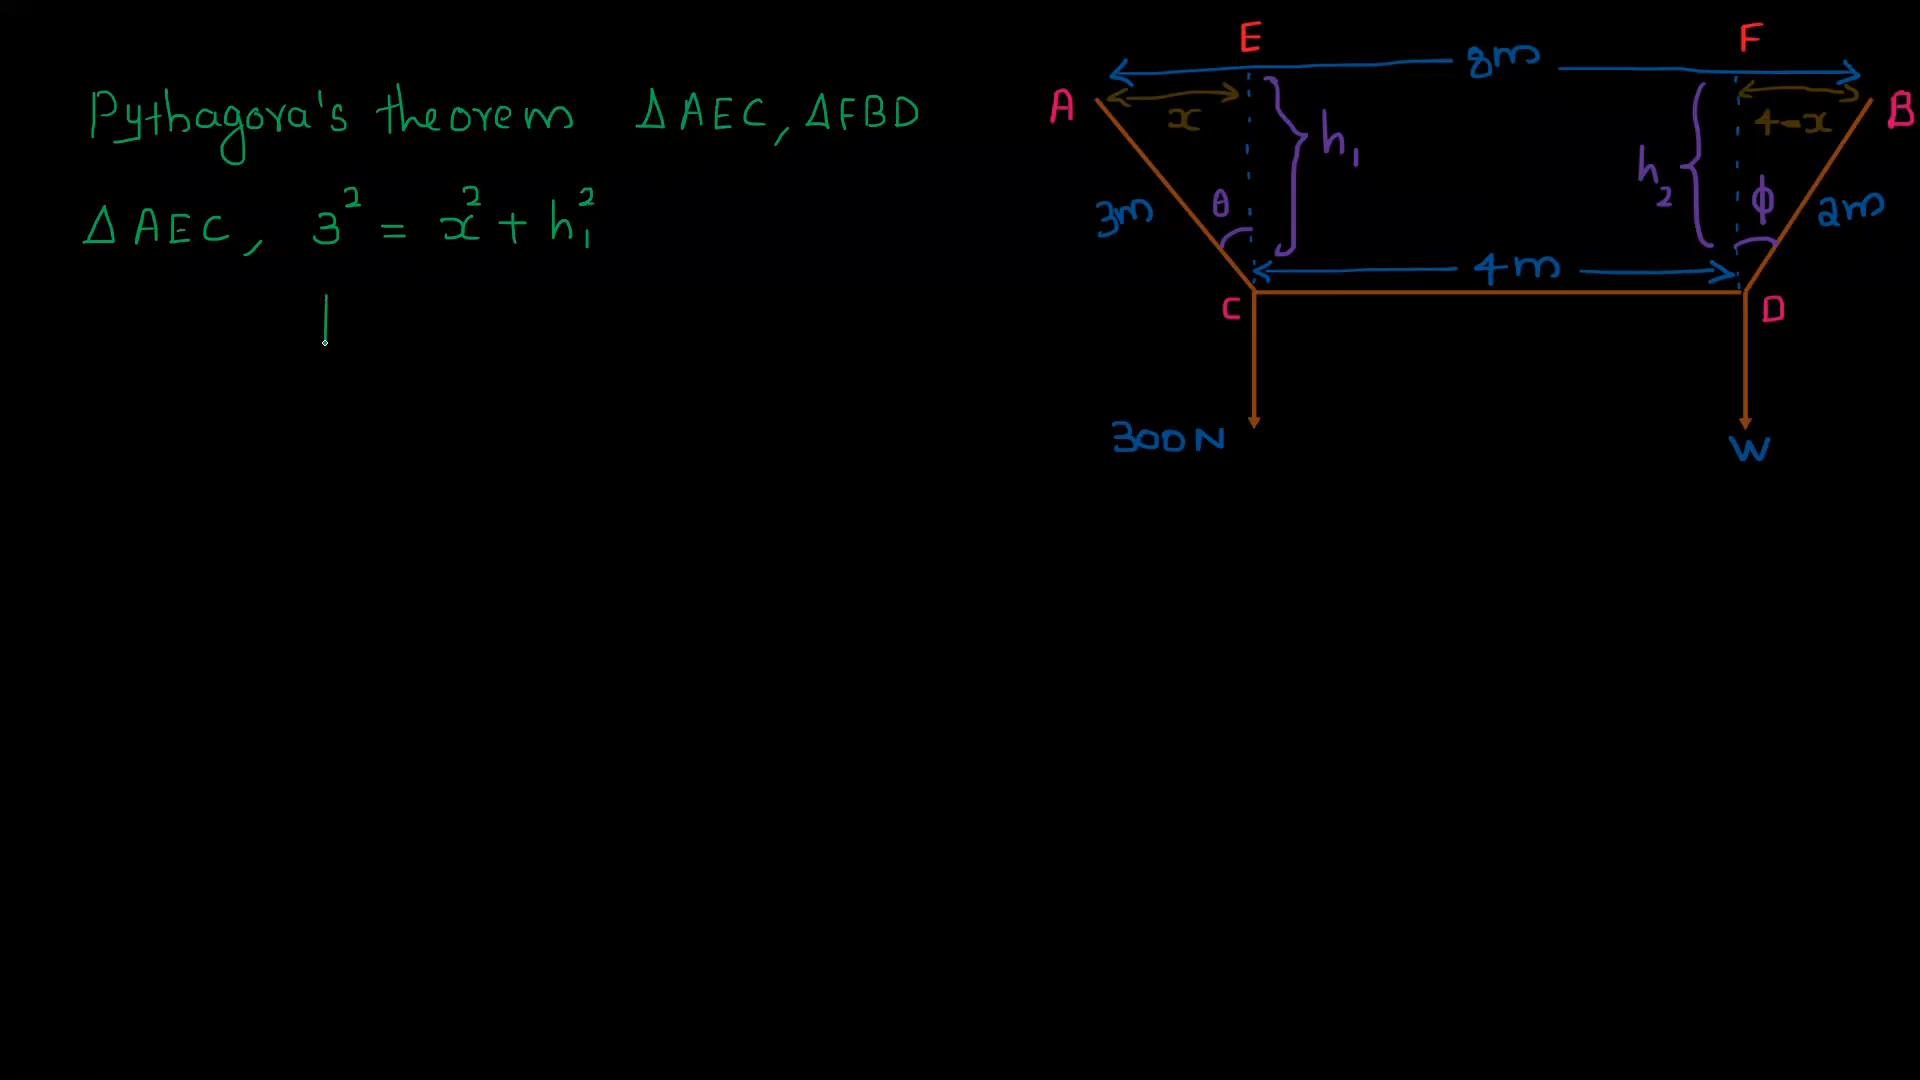 Pythagora's theorem ΔAEC, ΔFBD
ΔAEC, 3² = x² + h₁²
E
F
8m
A
x
h₁
h₂
4-x
B
3m
θ
ϕ
2m
4m
C
D
300N
W